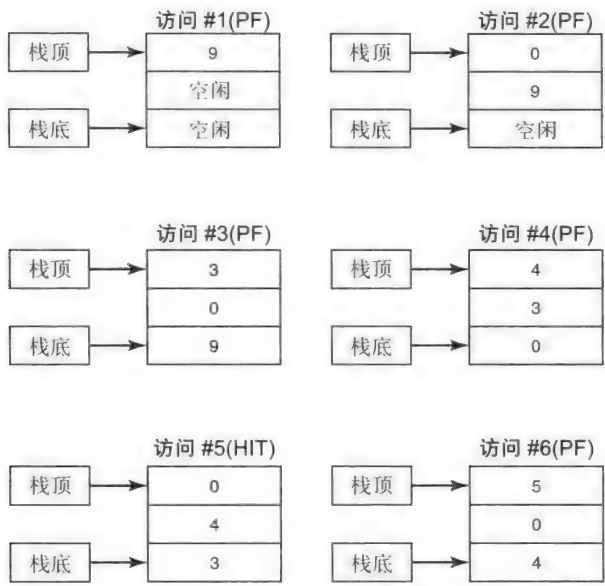 访问 #1(PF)
栈顶
9
空闲
栈底
空闲
访问 #2(PF)
栈顶
0
9
栈底
空闲
访问 #3(PF)
栈顶
3
0
栈底
9
访问 #4(PF)
栈顶
4
3
栈底
0
访问 #5(HIT)
栈顶
0
4
栈底
3
访问 #6(PF)
栈顶
5
0
栈底
4